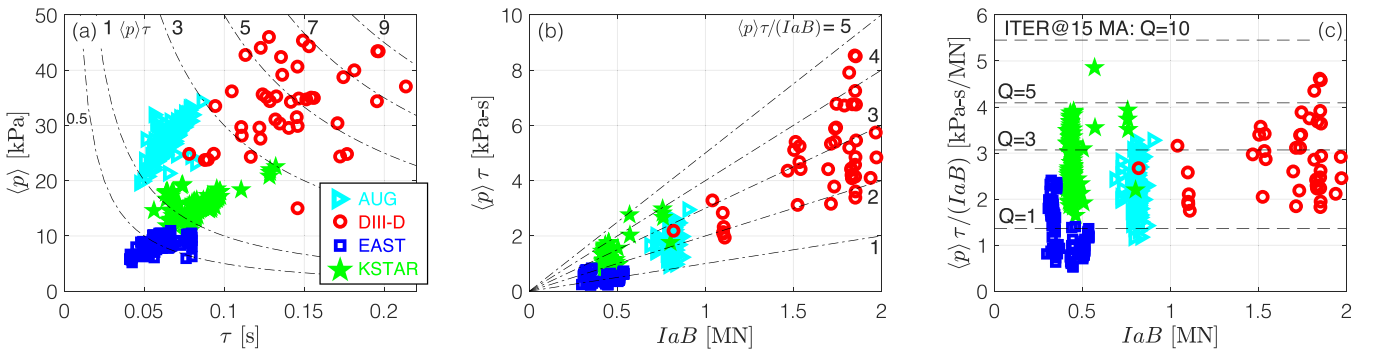 (a) 1 ⟨p⟩τ 3 5 7 9
0.5
50
40
30
20
10
0
⟨p⟩ [kPa]
0 0.05 0.1 0.15 0.2
τ [s]
AUG
DIII-D
EAST
KSTAR
(b) ⟨p⟩τ/(IaB)= 5
4
3
2
1
10
8
6
4
2
0
⟨p⟩ τ [kPa-s]
0 0.5 1 1.5 2
IaB [MN]
ITER@15 MA: Q=10 (c)
Q=5
Q=3
Q=1
6
5
4
3
2
1
0
⟨p⟩ τ/(IaB) [kPa-s/MN]
0 0.5 1 1.5 2
IaB [MN]